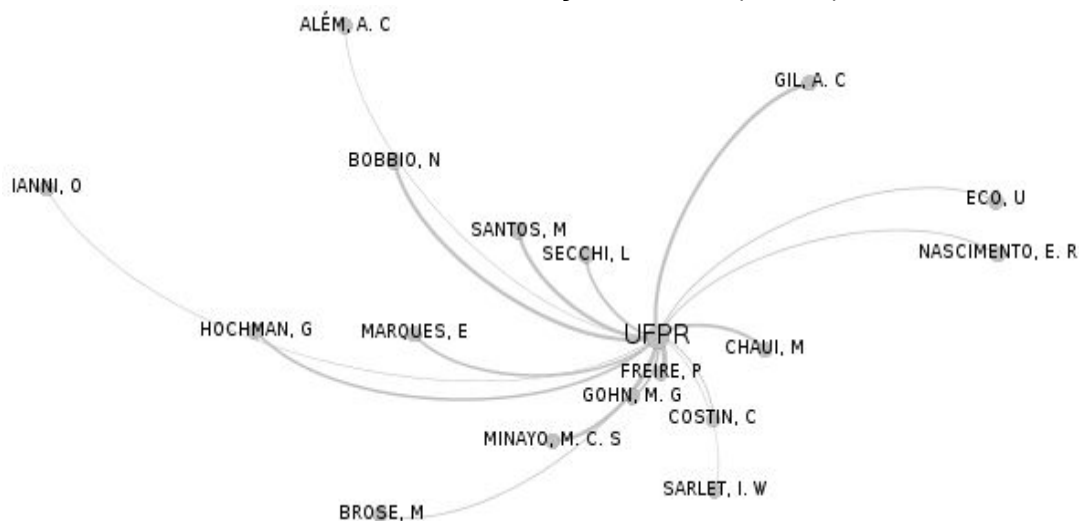 ALÉM, A. C
GIL, A. C
BOBBIO, N
IANNI, O
ECO, U
SANTOS, M
SECCHI, L
NASCIMENTO, E. R
HOCHMAN, G
MARQUES, E
UFPR
CHAUI, M
FREIRE, P
GOHN, M. G
COSTIN, C
MINAYO, M. C. S
SARLET, I. W
BROSE, M